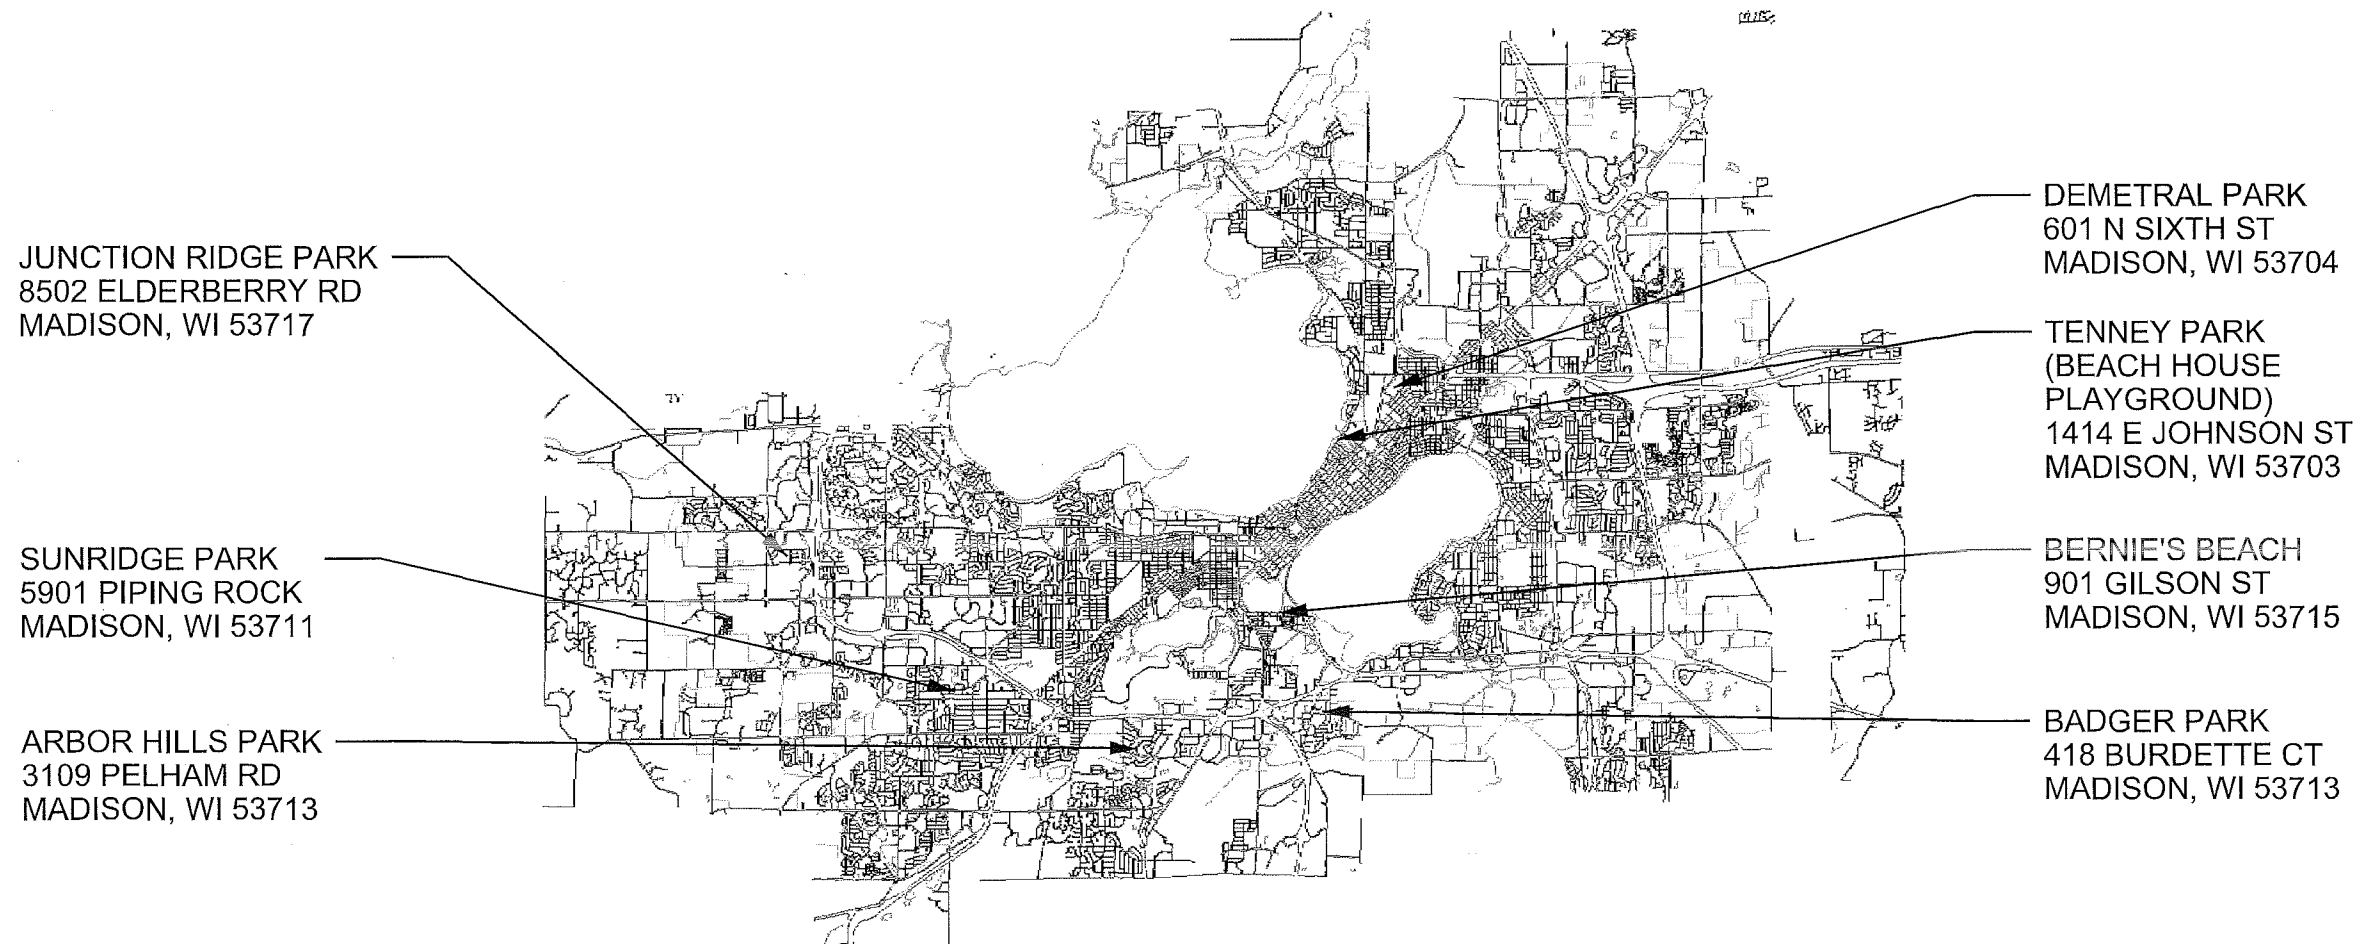 JUNCTION RIDGE PARK
8502 ELDERBERRY RD
MADISON, WI 53717
SUNRIDGE PARK
5901 PIPING ROCK
MADISON, WI 53711
ARBOR HILLS PARK
3109 PELHAM RD
MADISON, WI 53713
DEMETRAL PARK
601 N SIXTH ST
MADISON, WI 53704
TENNEY PARK
(BEACH HOUSE
PLAYGROUND)
1414 E JOHNSON ST
MADISON, WI 53703
BERNIE'S BEACH
901 GILSON ST
MADISON, WI 53715
BADGER PARK
418 BURDETTE CT
MADISON, WI 53713